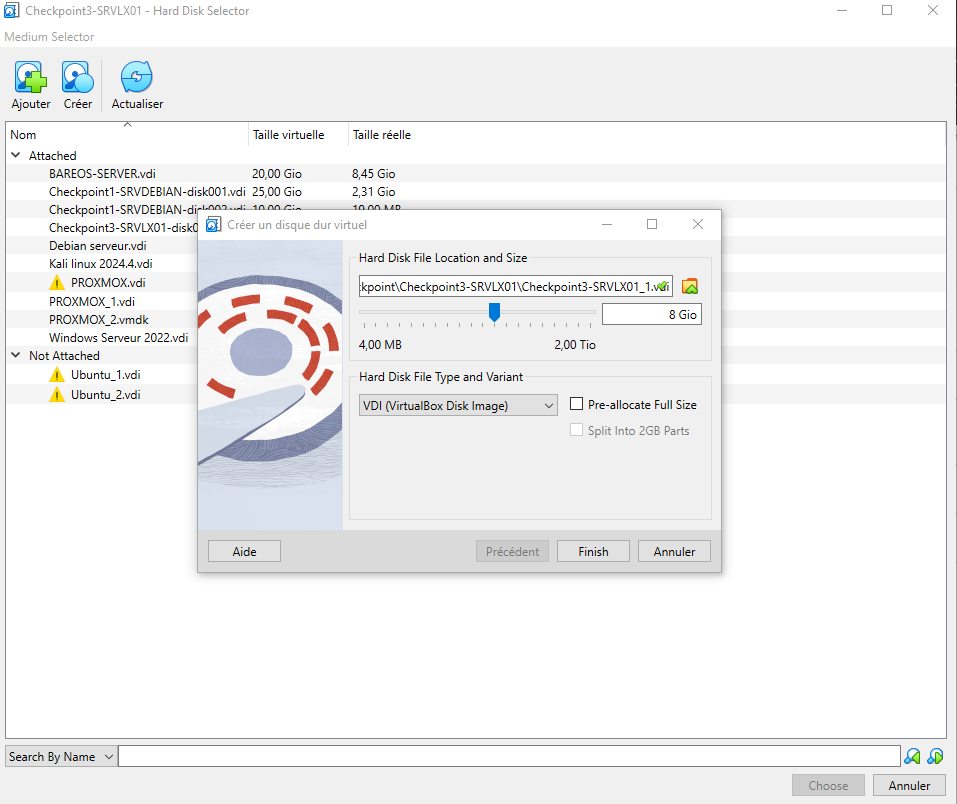 Checkpoint3-SRVLX01 - Hard Disk Selector
Medium Selector
Ajouter Créer Actualiser
Nom Taille virtuelle Taille réelle
Attached
BAREOS-SERVER.vdi 20,00 Gio 8,45 Gio
Checkpoint1-SRVDEBIAN-disk001.vdi 25,00 Gio 2,31 Gio
Checkpoint1-SRVDEBIAN-disk002.vdi 10,00 Gio 19,00 MB
Checkpoint3-SRVLX01-disk0
Debian serveur.vdi
Kali linux 2024.4.vdi
PROXMOX.vdi
PROXMOX_1.vdi
PROXMOX_2.vmdk
Windows Serveur 2022.vdi
Not Attached
Ubuntu_1.vdi
Ubuntu_2.vdi
Créer un disque dur virtuel
Hard Disk File Location and Size
kpoint\Checkpoint3-SRVLX01\Checkpoint3-SRVLX01_1.vdi
8 Gio
4,00 MB 2,00 Tio
Hard Disk File Type and Variant
VDI (VirtualBox Disk Image) Pre-allocate Full Size
Split Into 2GB Parts
Aide Précédent Finish Annuler
Search By Name
Choose Annuler